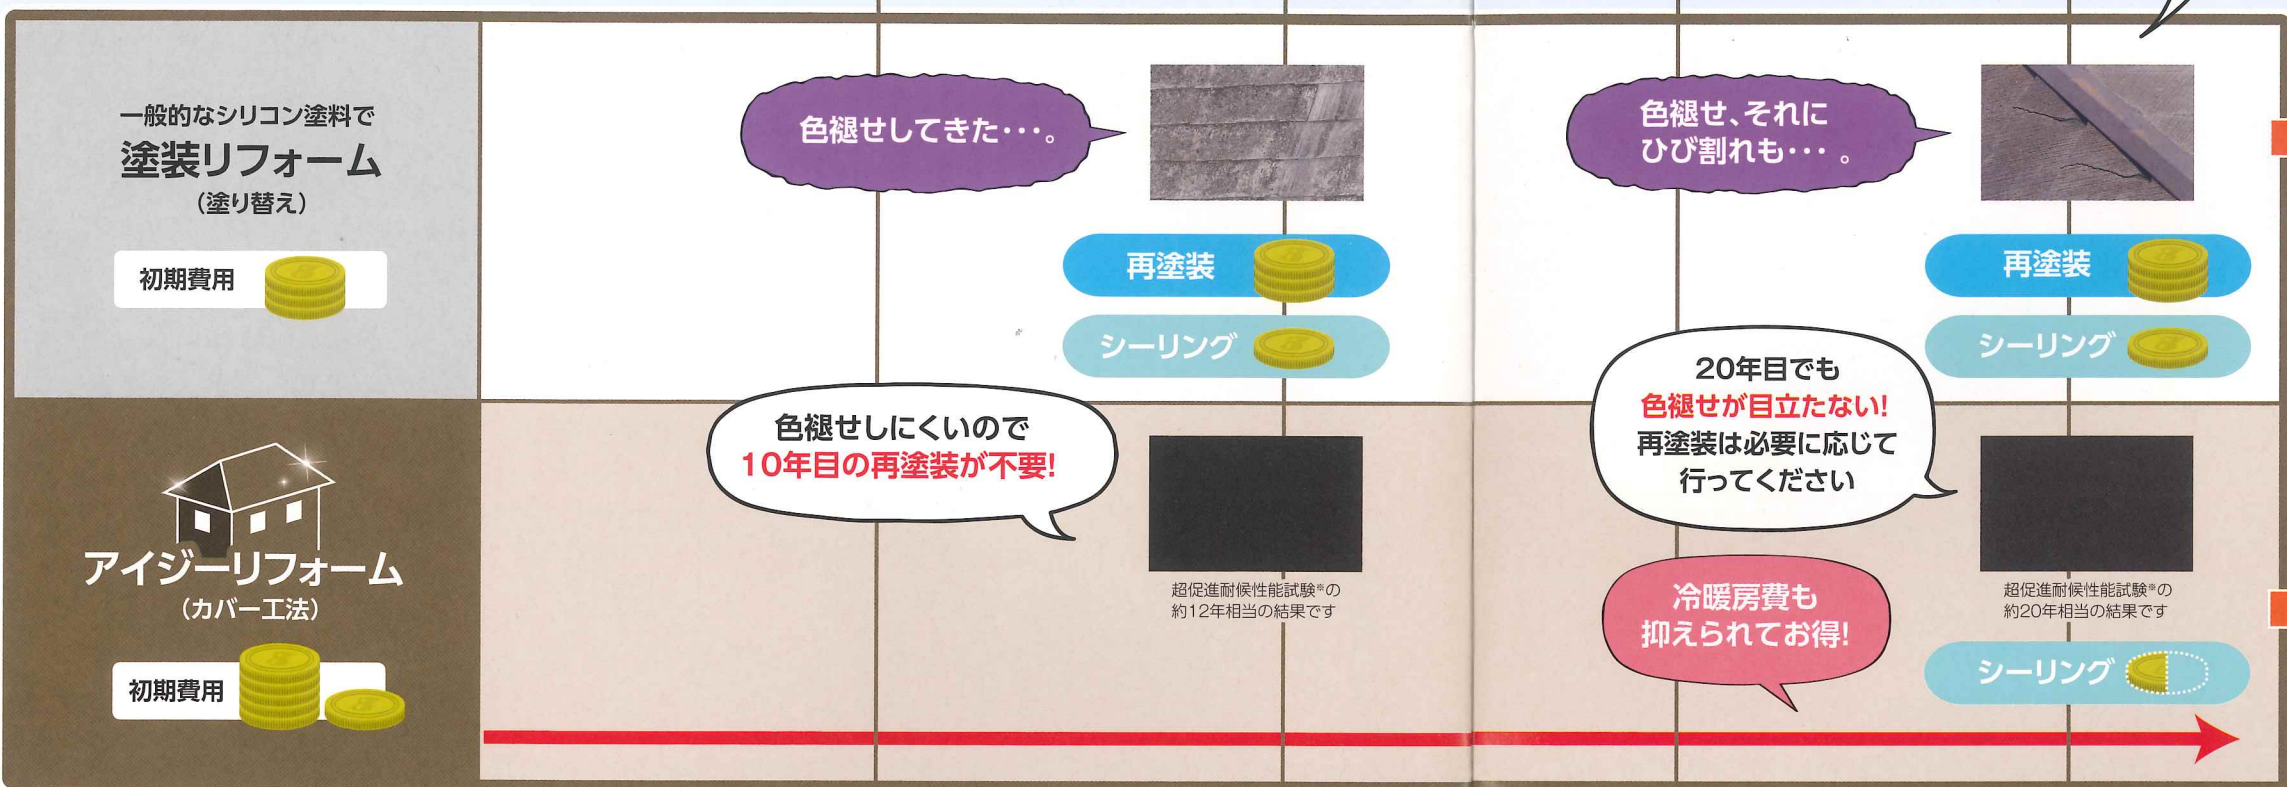 一般的なシリコン塗料で
塗装リフォーム
（塗り替え）
初期費用
色褪せしてきた・・・。
再塗装
シーリング
色褪せ、それに
ひび割れも・・・。
再塗装
シーリング
アイジーリフォーム
（カバー工法）
初期費用
色褪せしにくいので
10年目の再塗装が不要!
超促進耐候性能試験※の
約12年相当の結果です
20年目でも
色褪せが目立たない!
再塗装は必要に応じて
行ってください
超促進耐候性能試験※の
約20年相当の結果です
冷暖房費も
抑えられてお得!
シーリング